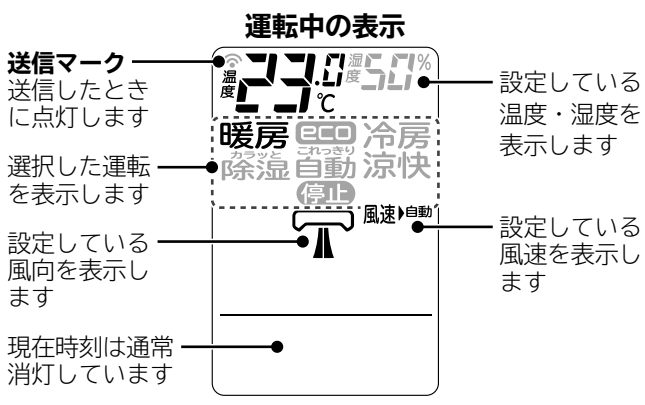 運転中の表示
送信マーク
送信したとき
に点灯します
選択した運転
を表示します
設定している
風向を表示し
ます
現在時刻は通常
消灯しています
温度 23.0℃ 湿度 50%
暖房 eco 冷房
カラッと これっきり
除湿 自動 涼快
停止
風速 自動
設定している
温度・湿度を
表示します
設定している
風速を表示し
ます